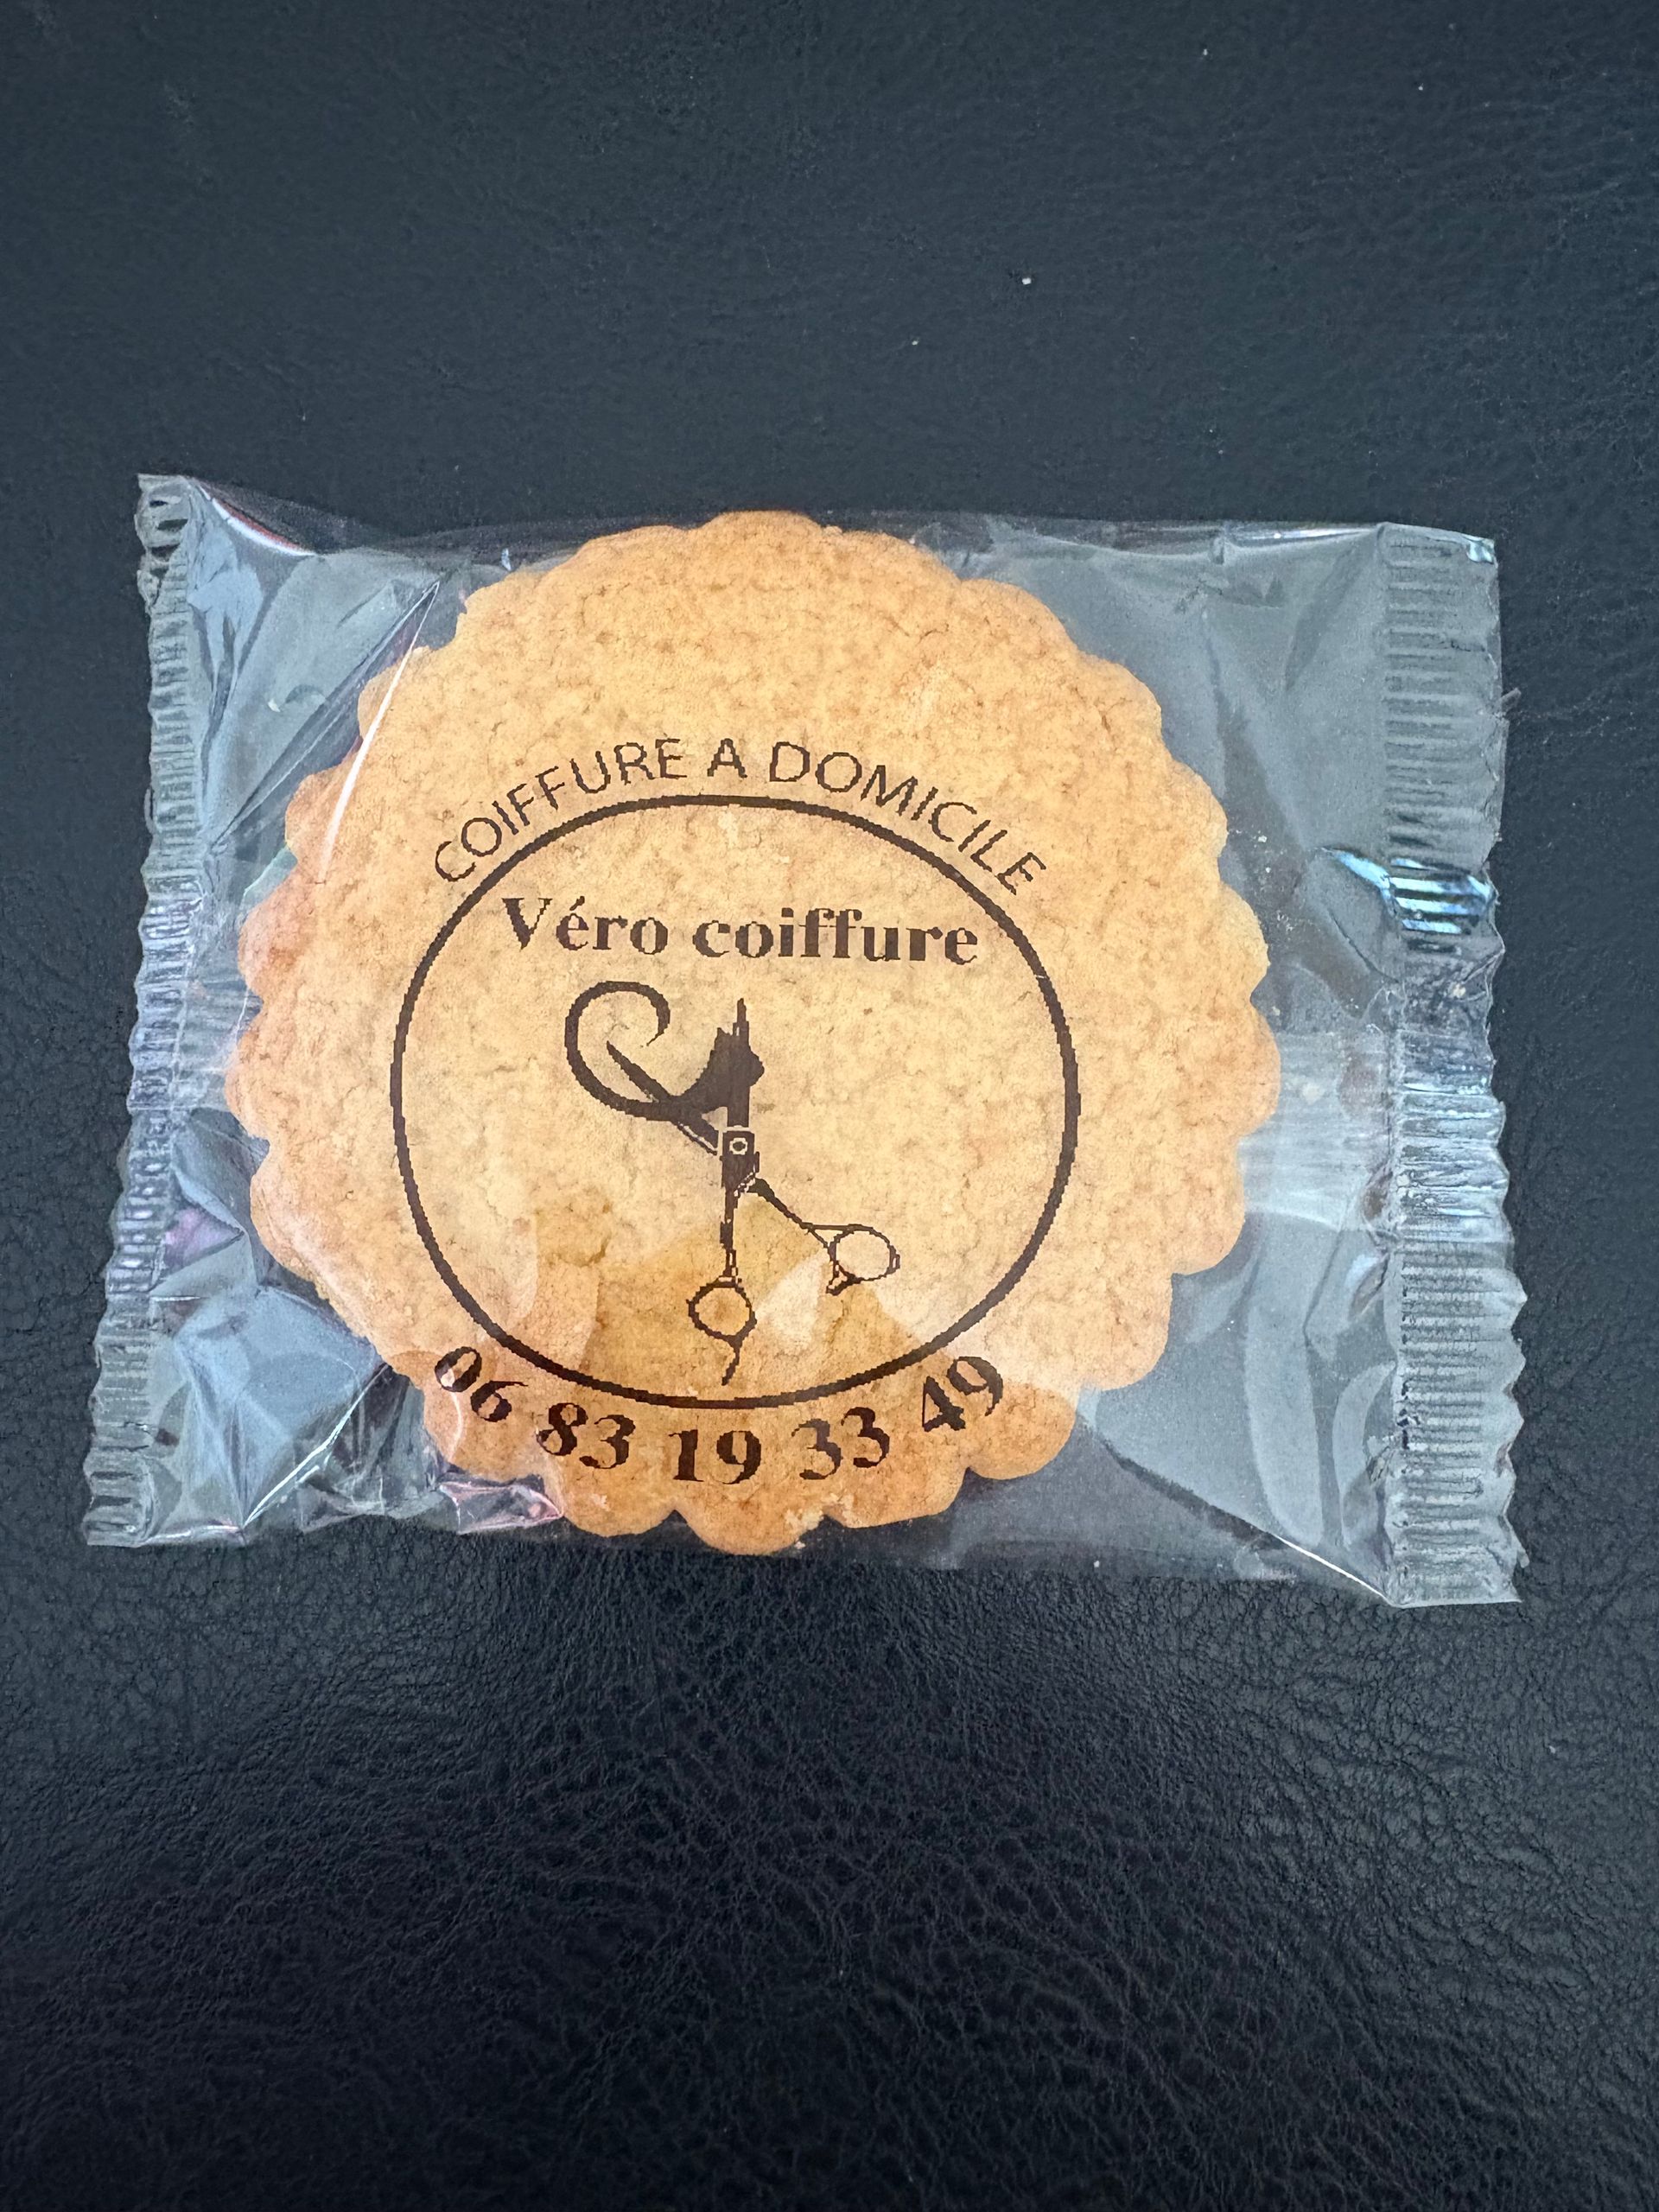 COIFFURE A DOMICILE
Véro coiffure
06 83 19 33 49